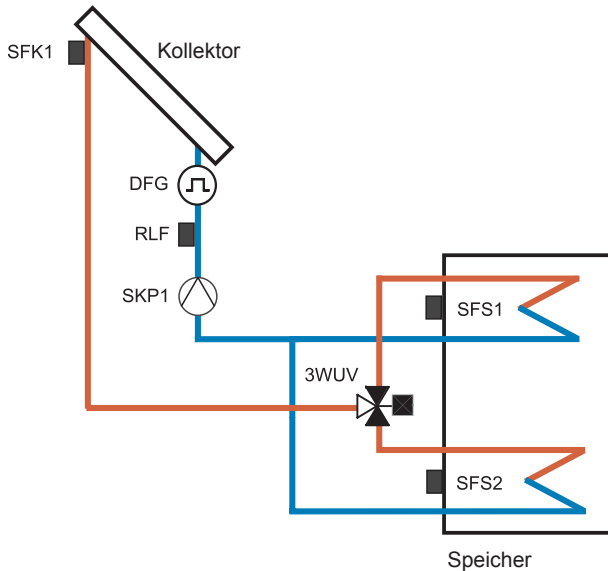 SFK1
Kollektor
DFG
RLF
SKP1
SFS1
3WUV
SFS2
Speicher